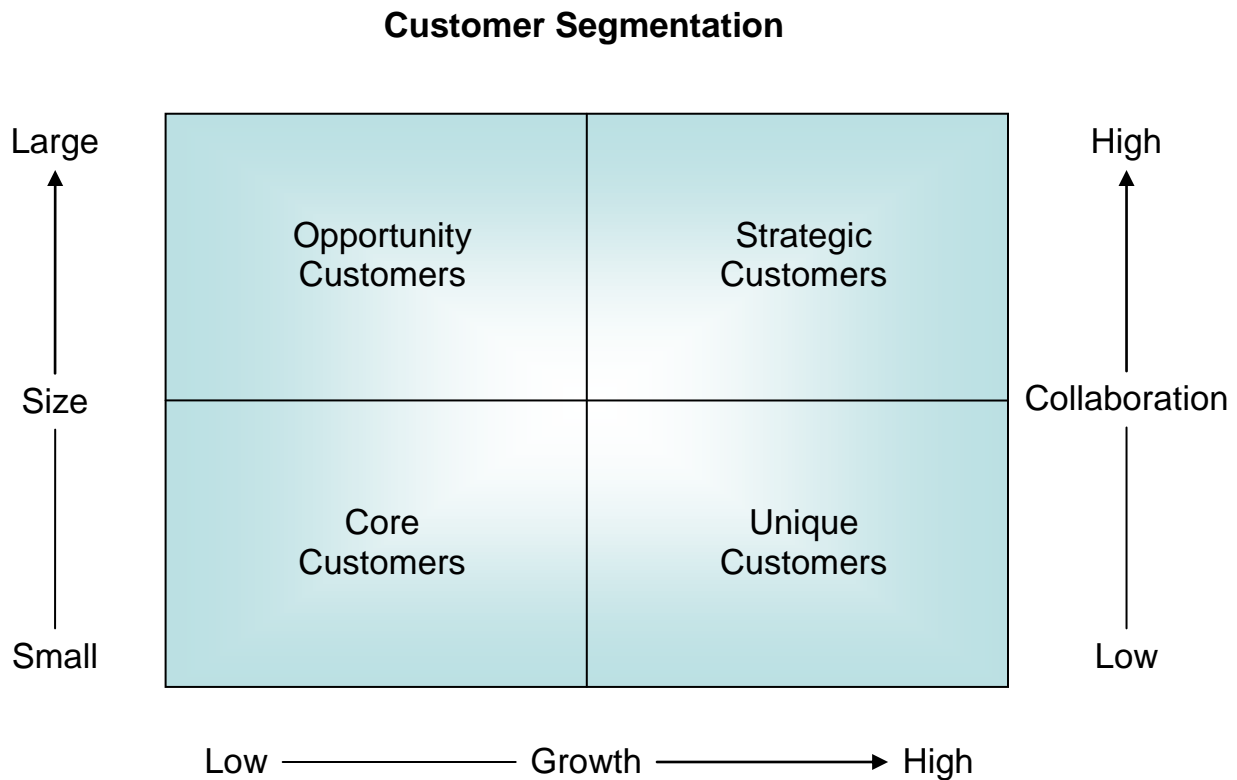 Customer Segmentation
Large
High
Opportunity
Customers
Strategic
Customers
Size
Collaboration
Core
Customers
Unique
Customers
Small
Low
Low
Growth
High